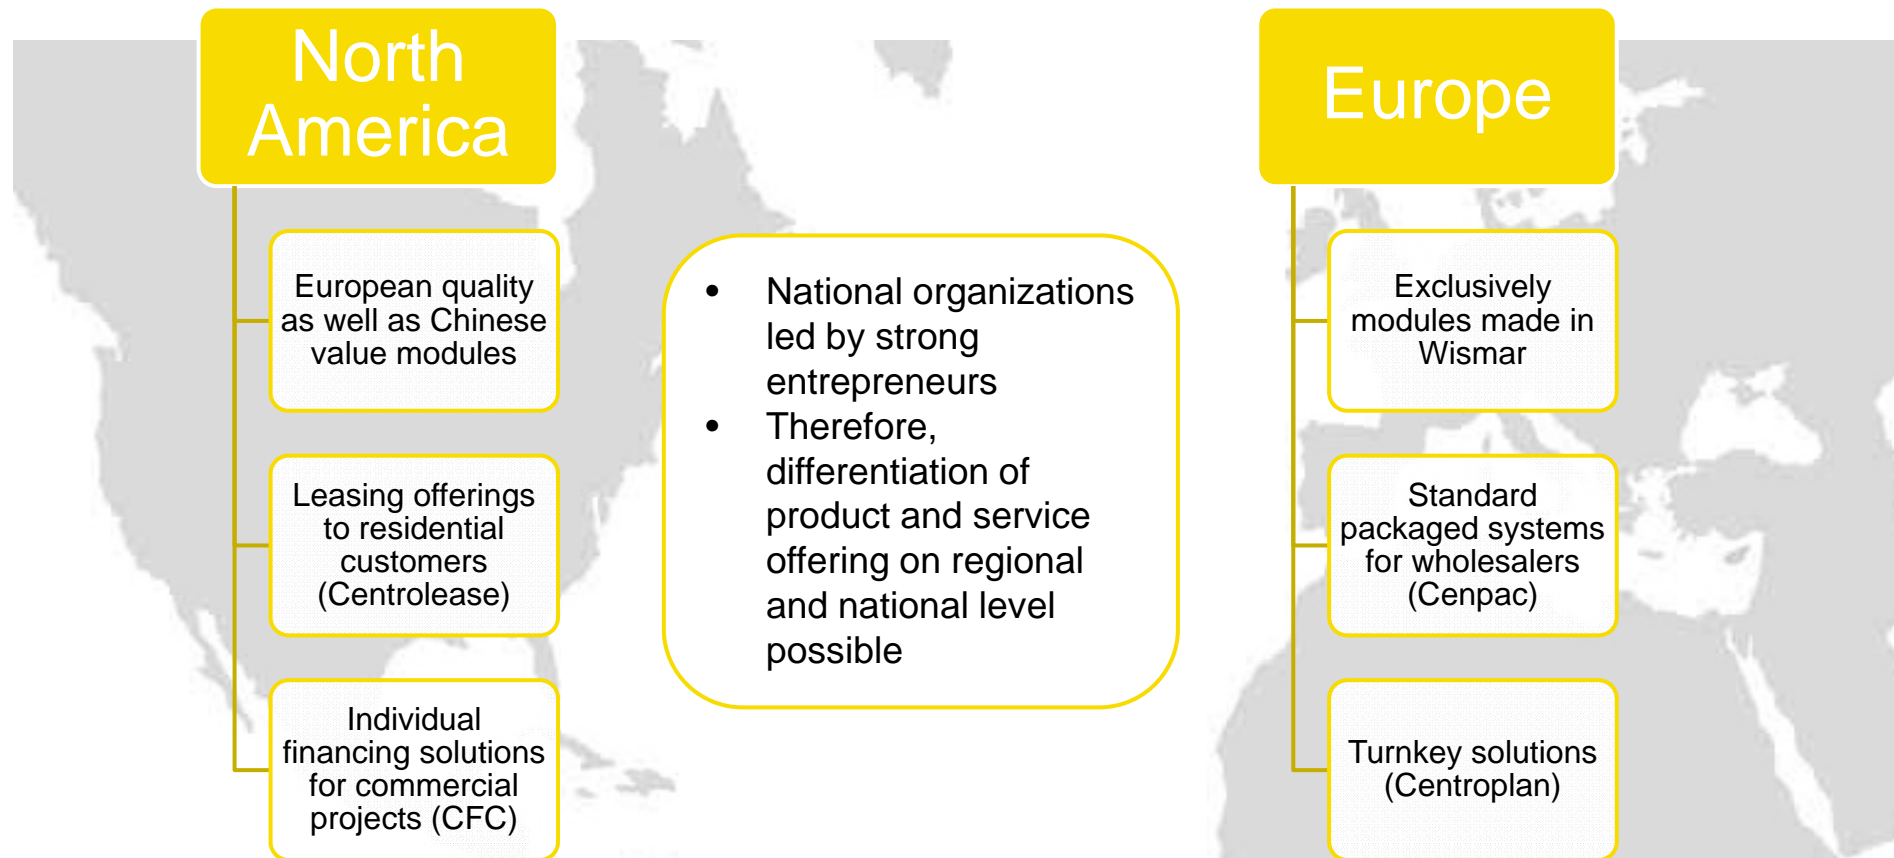 North
America
European quality
as well as Chinese
value modules
Leasing offerings
to residential
customers
(Centrolease)
Individual
financing solutions
for commercial
projects (CFC)
• National organizations
led by strong
entrepreneurs
• Therefore,
differentiation of
product and service
offering on regional
and national level
possible
Europe
Exclusively
modules made in
Wismar
Standard
packaged systems
for wholesalers
(Cenpac)
Turnkey solutions
(Centroplan)